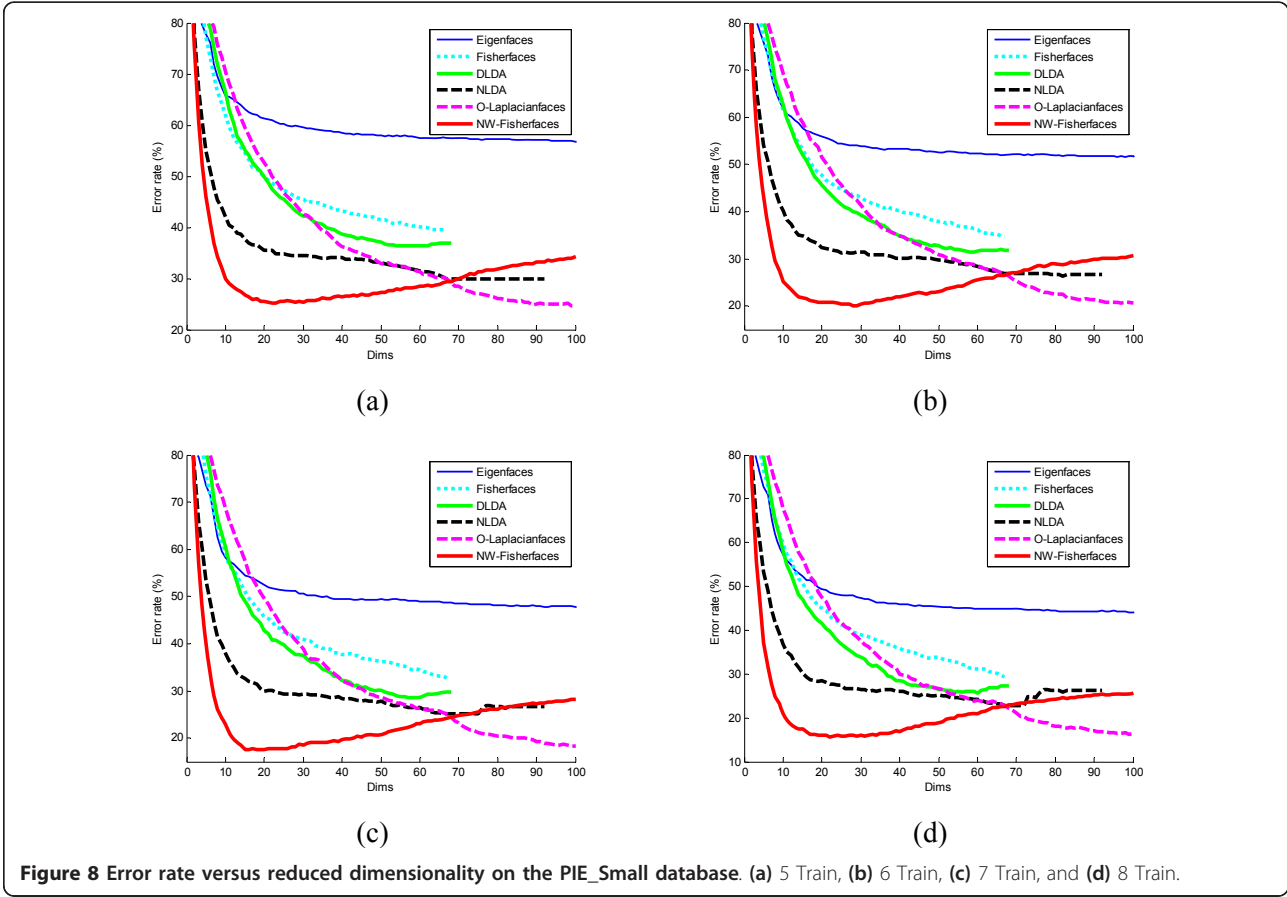 80
70
60
50
40
30
20
0 10 20 30 40 50 60 70 80 90 100
Dims
Error rate (%)
Eigenfaces
Fisherfaces
DLDA
NLDA
O-Laplacianfaces
NW-Fisherfaces
(a)
80
70
60
50
40
30
20
0 10 20 30 40 50 60 70 80 90 100
Dims
Error rate (%)
Eigenfaces
Fisherfaces
DLDA
NLDA
O-Laplacianfaces
NW-Fisherfaces
(b)
80
70
60
50
40
30
20
0 10 20 30 40 50 60 70 80 90 100
Dims
Error rate (%)
Eigenfaces
Fisherfaces
DLDA
NLDA
O-Laplacianfaces
NW-Fisherfaces
(c)
80
70
60
50
40
30
20
10
0 10 20 30 40 50 60 70 80 90 100
Dims
Error rate (%)
Eigenfaces
Fisherfaces
DLDA
NLDA
O-Laplacianfaces
NW-Fisherfaces
(d)
Figure 8 Error rate versus reduced dimensionality on the PIE_Small database. (a) 5 Train, (b) 6 Train, (c) 7 Train, and (d) 8 Train.